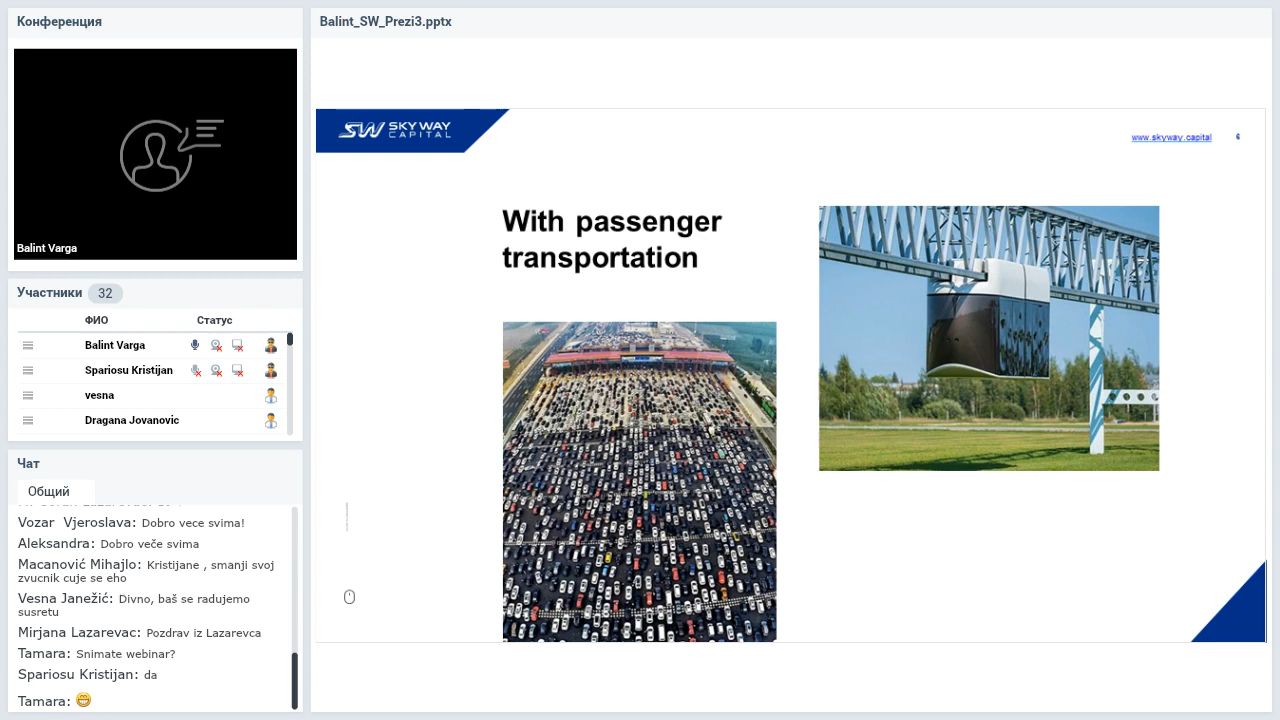 Конференция
Balint Varga
Участники 32
ФИО Статус
Balint Varga
Spariosu Kristijan
vesna
Dragana Jovanovic
Чат
Общий
Vozar Vjeroslava: Dobro vece svima!
Aleksandra: Dobro veče svima
Macanović Mihajlo: Kristijane , smanji svoj
zvucnik cuje se eho
Vesna Janežić: Divno, baš se radujemo
susretu
Mirjana Lazarevac: Pozdrav iz Lazarevca
Tamara: Snimate webinar?
Spariosu Kristijan: da
Tamara: 😁
Balint_SW_Prezi3.pptx
SW SKY WAY
CAPITAL
www.skyway.capital 6
With passenger
transportation